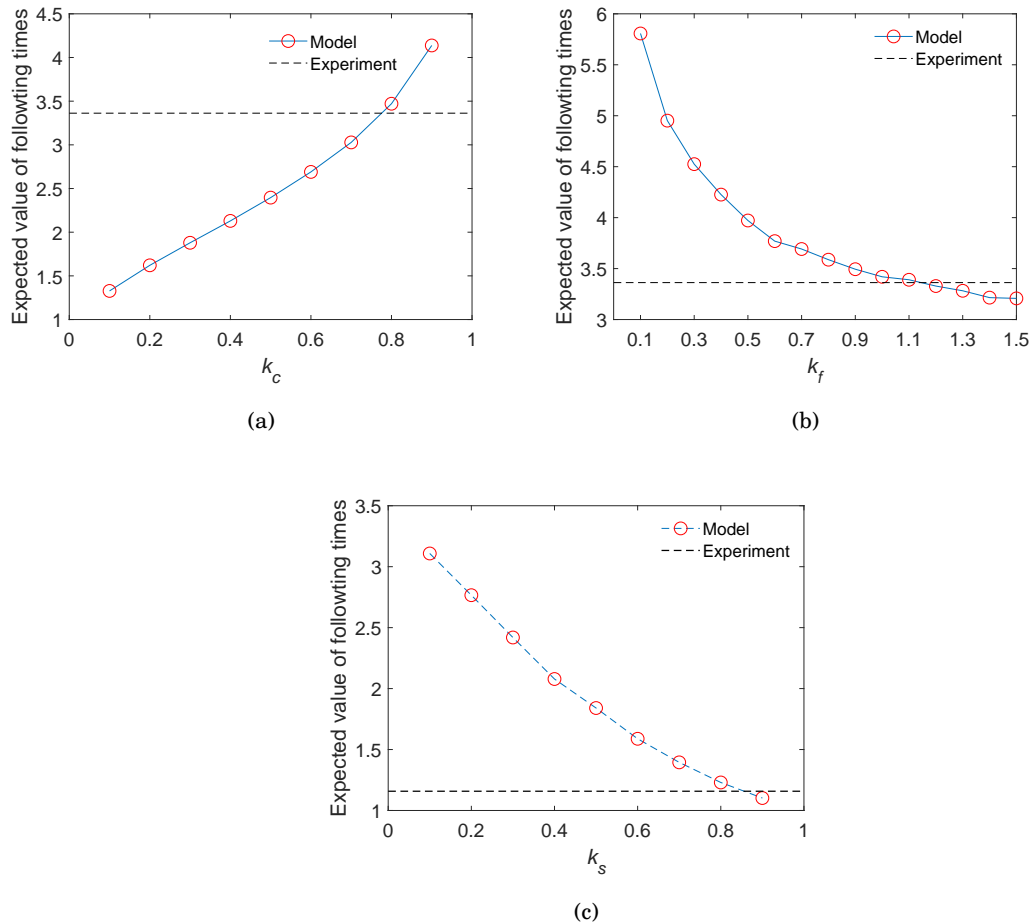 4.5
4
3.5
3
2.5
2
1.5
1
Expected value of followting times
Model
Experiment
0
0.2
0.4
0.6
0.8
1
k_c
(a)
6
5.5
5
4.5
4
3.5
3
Expected value of followting times
Model
Experiment
0.1
0.3
0.5
0.7
0.9
1.1
1.3
1.5
k_f
(b)
3.5
3
2.5
2
1.5
1
Expected value of followting times
Model
Experiment
0
0.2
0.4
0.6
0.8
1
k_s
(c)